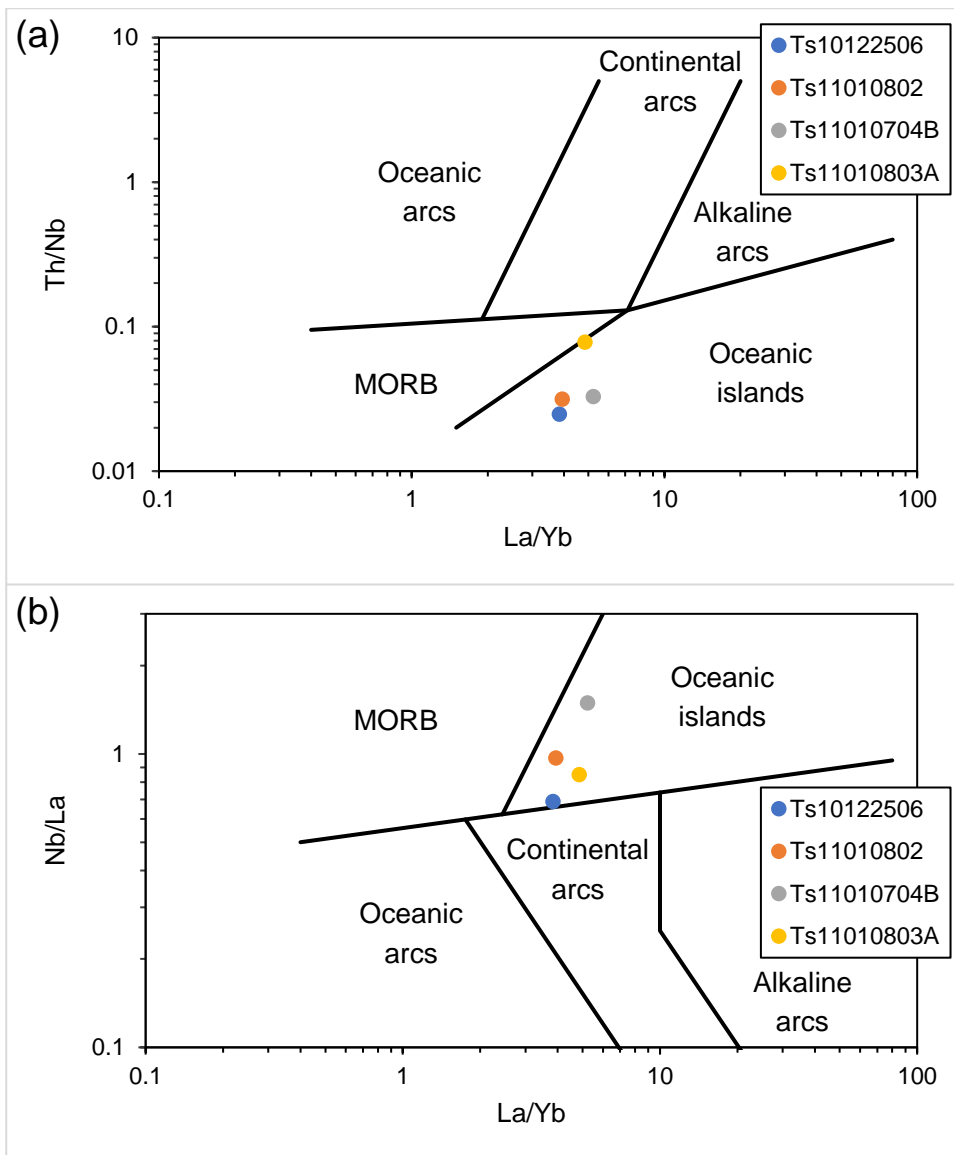 (a)
10
1
0.1
0.01
Th/Nb
0.1
1
10
100
La/Yb
Continental
arcs
Oceanic
arcs
Alkaline
arcs
MORB
Oceanic
islands
Ts10122506
Ts11010802
Ts11010704B
Ts11010803A
(b)
1
0.1
Nb/La
0.1
1
10
100
La/Yb
MORB
Oceanic
islands
Continental
arcs
Oceanic
arcs
Alkaline
arcs
Ts10122506
Ts11010802
Ts11010704B
Ts11010803A